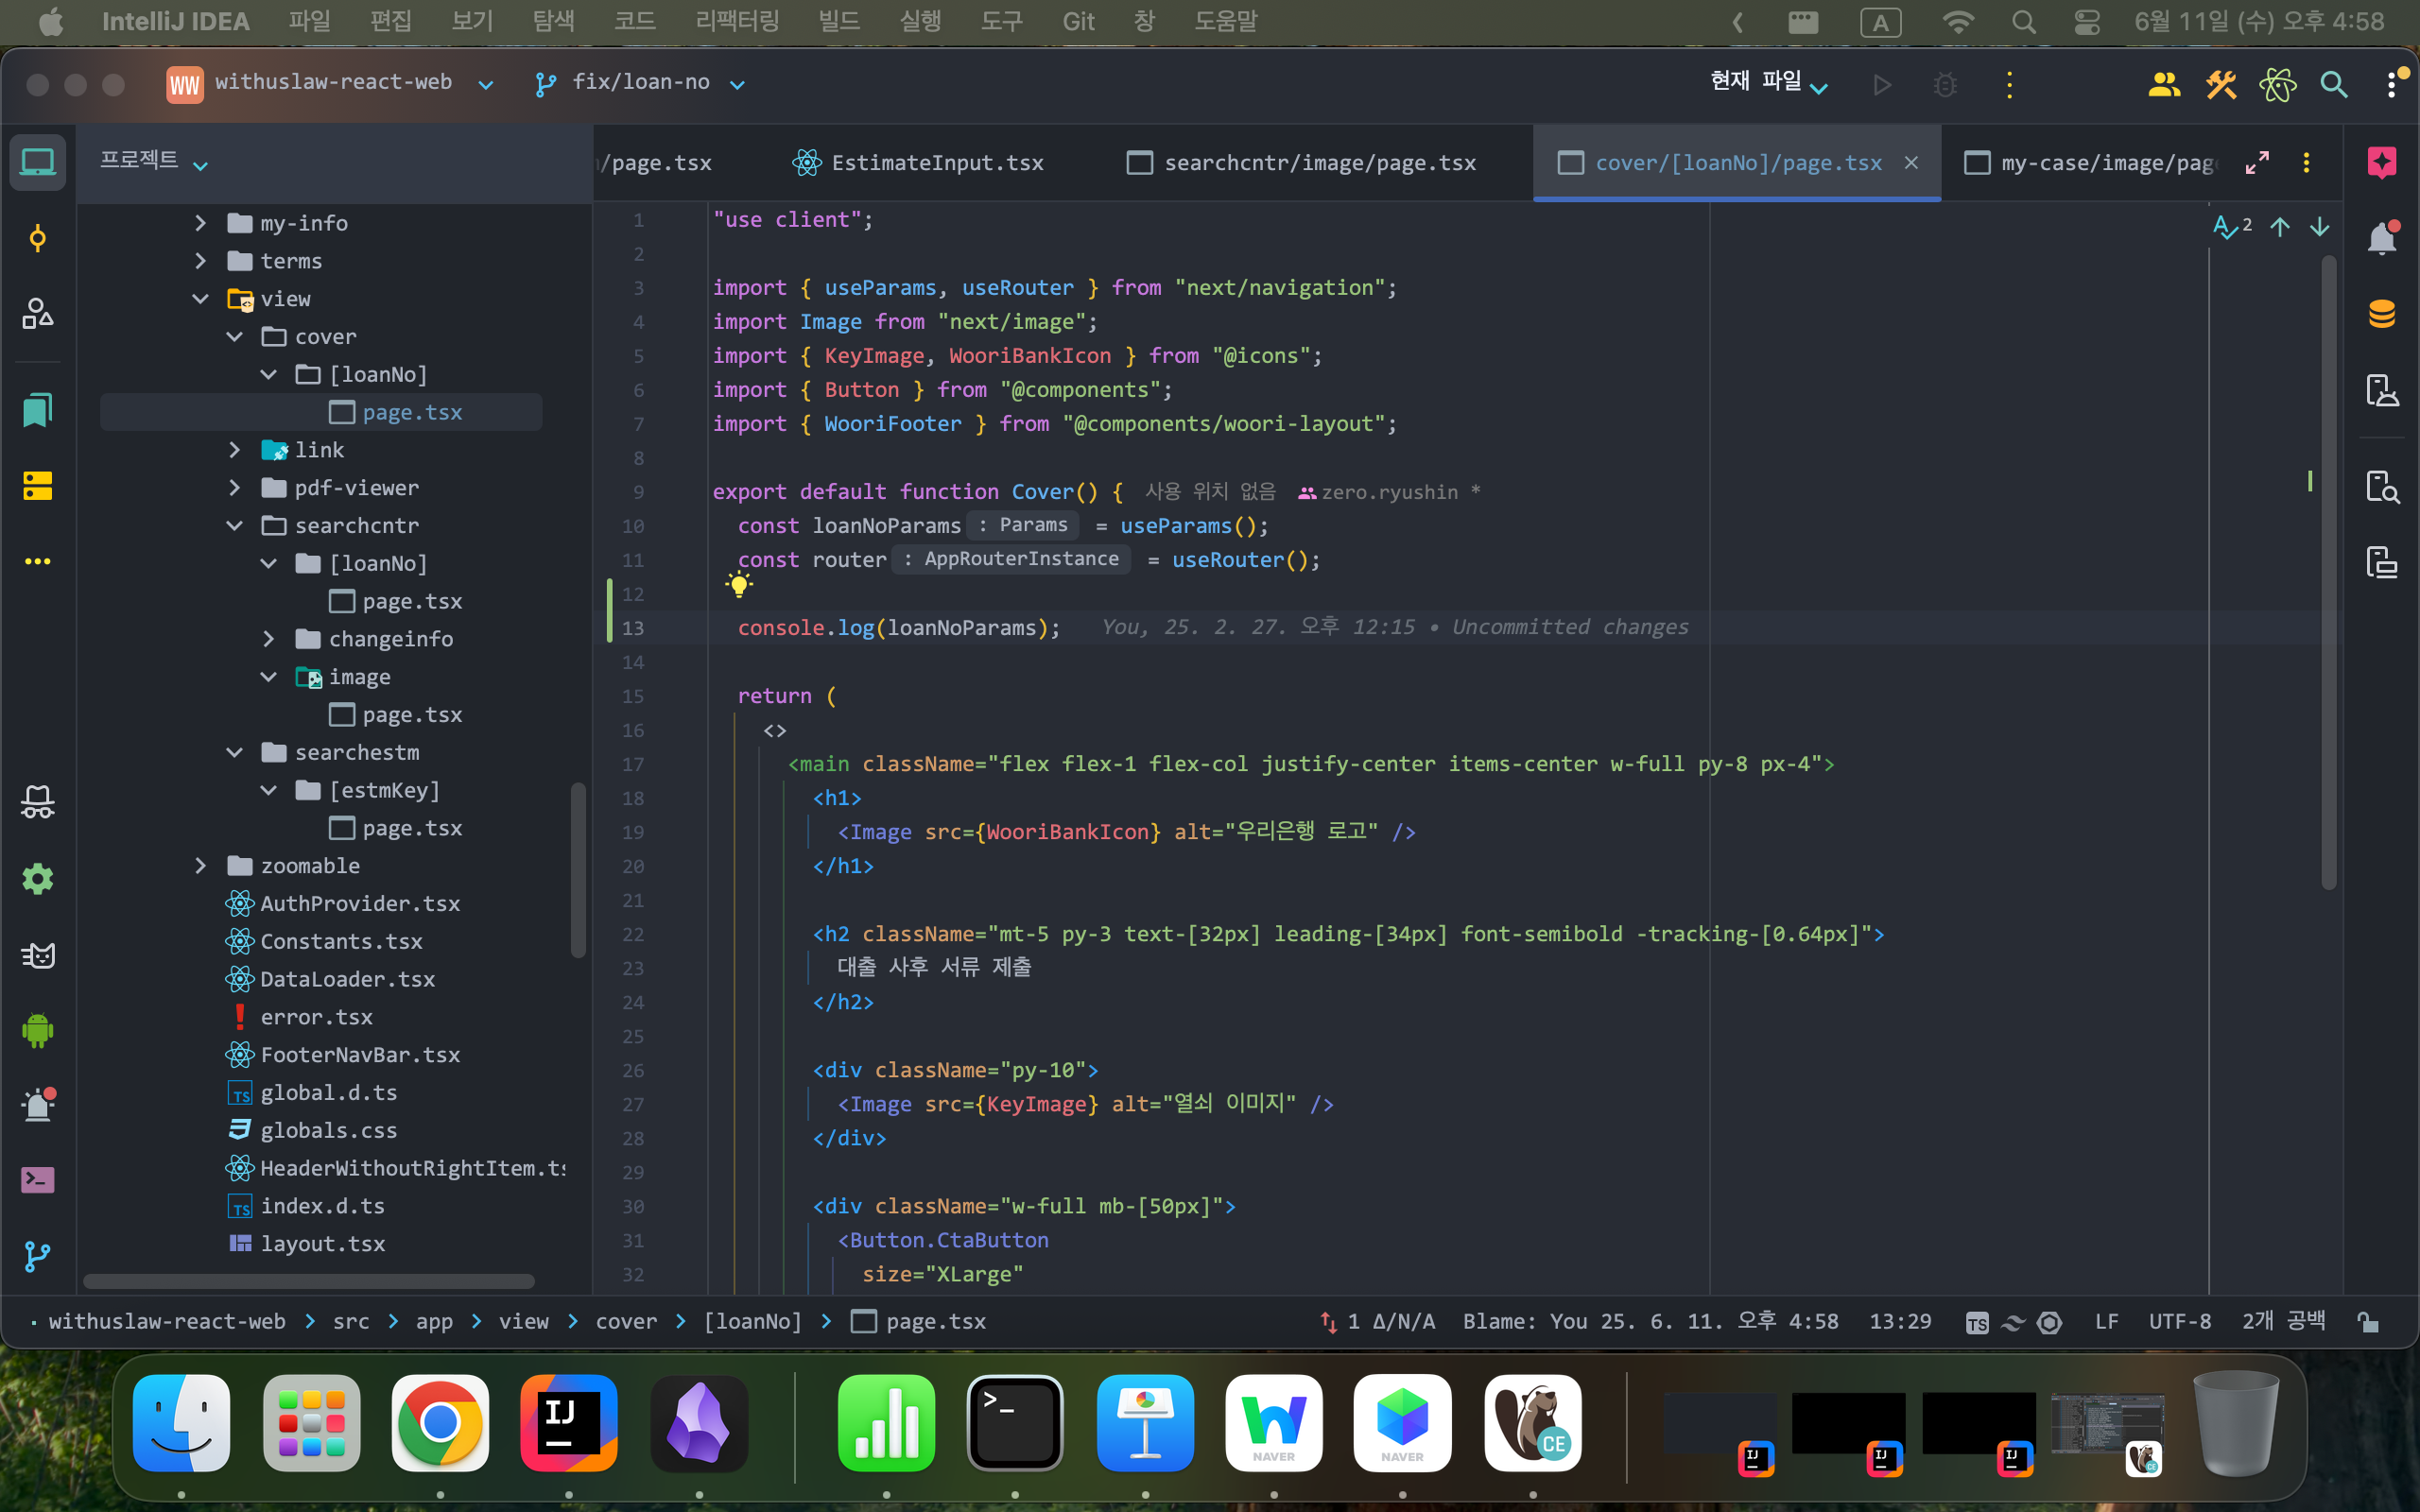 IntelliJ IDEA 파일 편집 보기 탐색 코드 리팩터링 빌드 실행 도구 Git 창 도움말 A 6월 11일 (수) 오후 4:58
WW withuslaw-react-web fix/loan-no 현재 파일
프로젝트
/page.tsx EstimateInput.tsx searchcntr/image/page.tsx cover/[loanNo]/page.tsx my-case/image/pag
my-info
terms
view
cover
[loanNo]
page.tsx
link
pdf-viewer
searchcntr
[loanNo]
page.tsx
changeinfo
image
page.tsx
searchestm
[estmKey]
page.tsx
zoomable
AuthProvider.tsx
Constants.tsx
DataLoader.tsx
error.tsx
FooterNavBar.tsx
TS global.d.ts
globals.css
HeaderWithoutRightItem.ts
TS index.d.ts
layout.tsx
2
1 "use client";
2
3 import { useParams, useRouter } from "next/navigation";
4 import Image from "next/image";
5 import { KeyImage, WooriBankIcon } from "@icons";
6 import { Button } from "@components";
7 import { WooriFooter } from "@components/woori-layout";
8
9 export default function Cover() { 사용 위치 없음 zero.ryushin *
10 const loanNoParams : Params = useParams();
11 const router : AppRouterInstance = useRouter();
12
13 console.log(loanNoParams); You, 25. 2. 27. 오후 12:15 • Uncommitted changes
14
15 return (
16 <>
17 <main className="flex flex-1 flex-col justify-center items-center w-full py-8 px-4">
18 <h1>
19 <Image src={WooriBankIcon} alt="우리은행 로고" />
20 </h1>
21
22 <h2 className="mt-5 py-3 text-[32px] leading-[34px] font-semibold -tracking-[0.64px]">
23 대출 사후 서류 제출
24 </h2>
25
26 <div className="py-10">
27 <Image src={KeyImage} alt="열쇠 이미지" />
28 </div>
29
30 <div className="w-full mb-[50px]">
31 <Button.CtaButton
32 size="XLarge"
withuslaw-react-web > src > app > view > cover > [loanNo] > page.tsx 1 Δ/N/A Blame: You 25. 6. 11. 오후 4:58 13:29 TS LF UTF-8 2개 공백
IJ >_ NAVER NAVER CE IJ IJ IJ